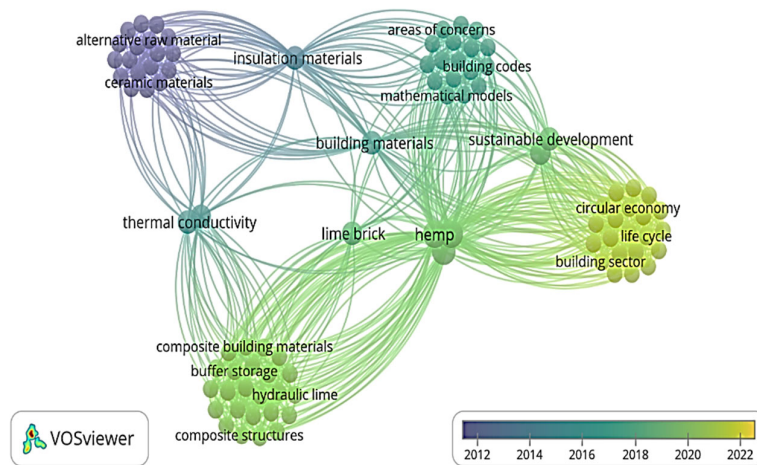 areas of concerns
alternative raw material
insulation materials
building codes
ceramic materials
mathematical models
building materials
sustainable development
circular economy
thermal conductivity
lime brick
hemp
life cycle
building sector
composite building materials
buffer storage
hydraulic lime
composite structures
VOSviewer
2012 2014 2016 2018 2020 2022